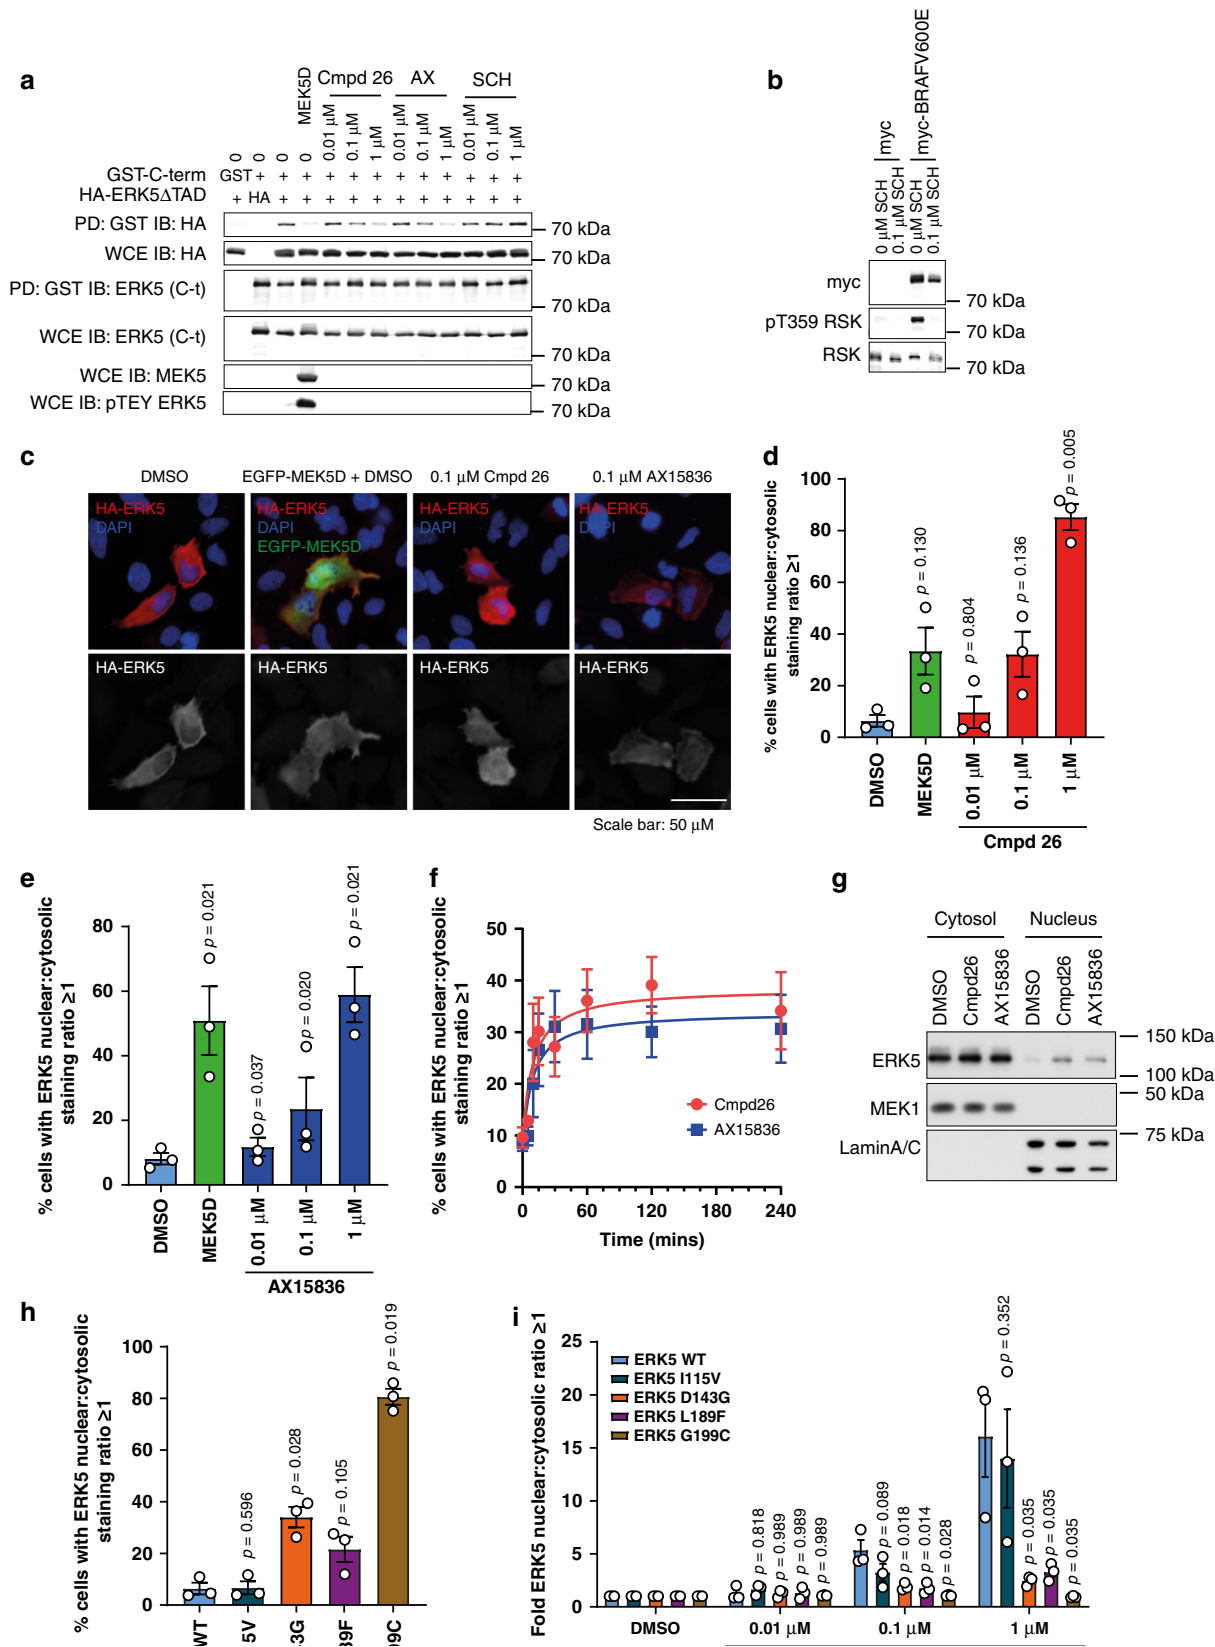 a
MEK5D
Cmpd 26
AX
SCH
0 0 0 0 0.01 μM 0.1 μM 1 μM 0.01 μM 0.1 μM 1 μM 0.01 μM 0.1 μM 1 μM
GST-C-term GST + + + + + + + + + + + +
HA-ERK5ΔTAD + HA + + + + + + + + + + +
PD: GST IB: HA
70 kDa
WCE IB: HA
70 kDa
PD: GST IB: ERK5 (C-t)
70 kDa
WCE IB: ERK5 (C-t)
70 kDa
WCE IB: MEK5
70 kDa
WCE IB: pTEY ERK5
70 kDa
b
myc
myc-BRAFV600E
0 μM SCH
0.1 μM SCH
0 μM SCH
0.1 μM SCH
myc
70 kDa
pT359 RSK
70 kDa
RSK
70 kDa
c
DMSO
EGFP-MEK5D + DMSO
0.1 μM Cmpd 26
0.1 μM AX15836
HA-ERK5
DAPI
HA-ERK5
DAPI
EGFP-MEK5D
HA-ERK5
DAPI
HA-ERK5
DAPI
HA-ERK5
HA-ERK5
HA-ERK5
HA-ERK5
Scale bar: 50 μM
d
% cells with ERK5 nuclear:cytosolic
staining ratio ≥1
100
80
60
40
20
0
p = 0.130
p = 0.804
p = 0.136
p = 0.005
DMSO
MEK5D
0.01 μM
0.1 μM
1 μM
Cmpd 26
e
% cells with ERK5 nuclear:cytosolic
staining ratio ≥1
80
60
40
20
0
p = 0.021
p = 0.037
p = 0.020
p = 0.021
DMSO
MEK5D
0.01 μM
0.1 μM
1 μM
AX15836
f
% cells with ERK5 nuclear:cytosolic
staining ratio ≥1
50
40
30
20
10
0
Cmpd26
AX15836
0 60 120 180 240
Time (mins)
g
Cytosol
Nucleus
DMSO
Cmpd26
AX15836
DMSO
Cmpd26
AX15836
ERK5
150 kDa
100 kDa
MEK1
50 kDa
LaminA/C
75 kDa
h
% cells with ERK5 nuclear:cytosolic
staining ratio ≥1
100
80
60
40
20
0
p = 0.596
p = 0.028
p = 0.105
p = 0.019
WT
5V
3G
39F
99C
i
Fold ERK5 nuclear:cytosolic ratio ≥1
25
20
15
10
5
0
ERK5 WT
ERK5 I115V
ERK5 D143G
ERK5 L189F
ERK5 G199C
p = 0.818
p = 0.989
p = 0.989
p = 0.989
p = 0.089
p = 0.018
p = 0.014
p = 0.028
p = 0.352
p = 0.035
p = 0.035
p = 0.035
DMSO
0.01 μM
0.1 μM
1 μM